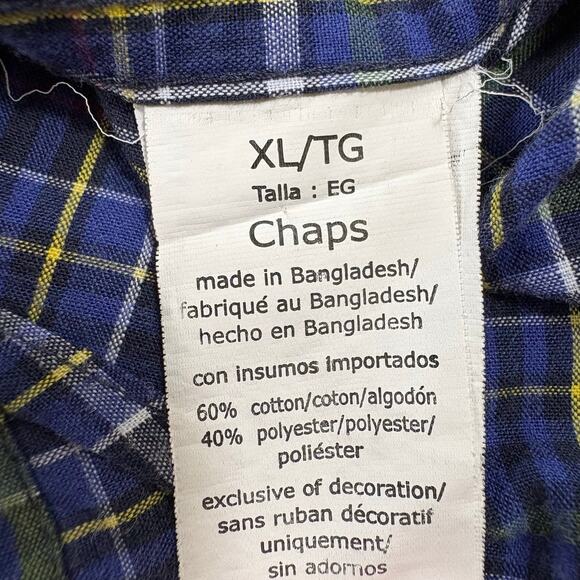 XL/TG
Talla : EG
Chaps
made in Bangladesh/
fabriqué au Bangladesh/
hecho en Bangladesh
con insumos importados
60% cotton/coton/algodón
40% polyester/polyester/
poliéster
exclusive of decoration/
sans ruban décoratif
uniquement/
sin adornos